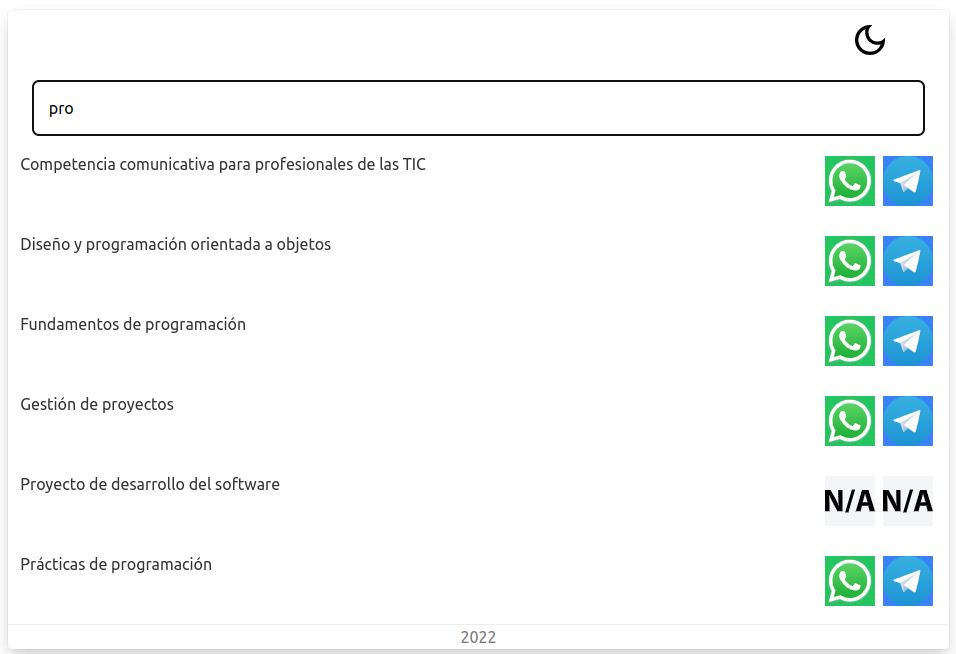 pro
Competencia comunicativa para profesionales de las TIC
Diseño y programación orientada a objetos
Fundamentos de programación
Gestión de proyectos
Proyecto de desarrollo del software
N/A N/A
Prácticas de programación
2022